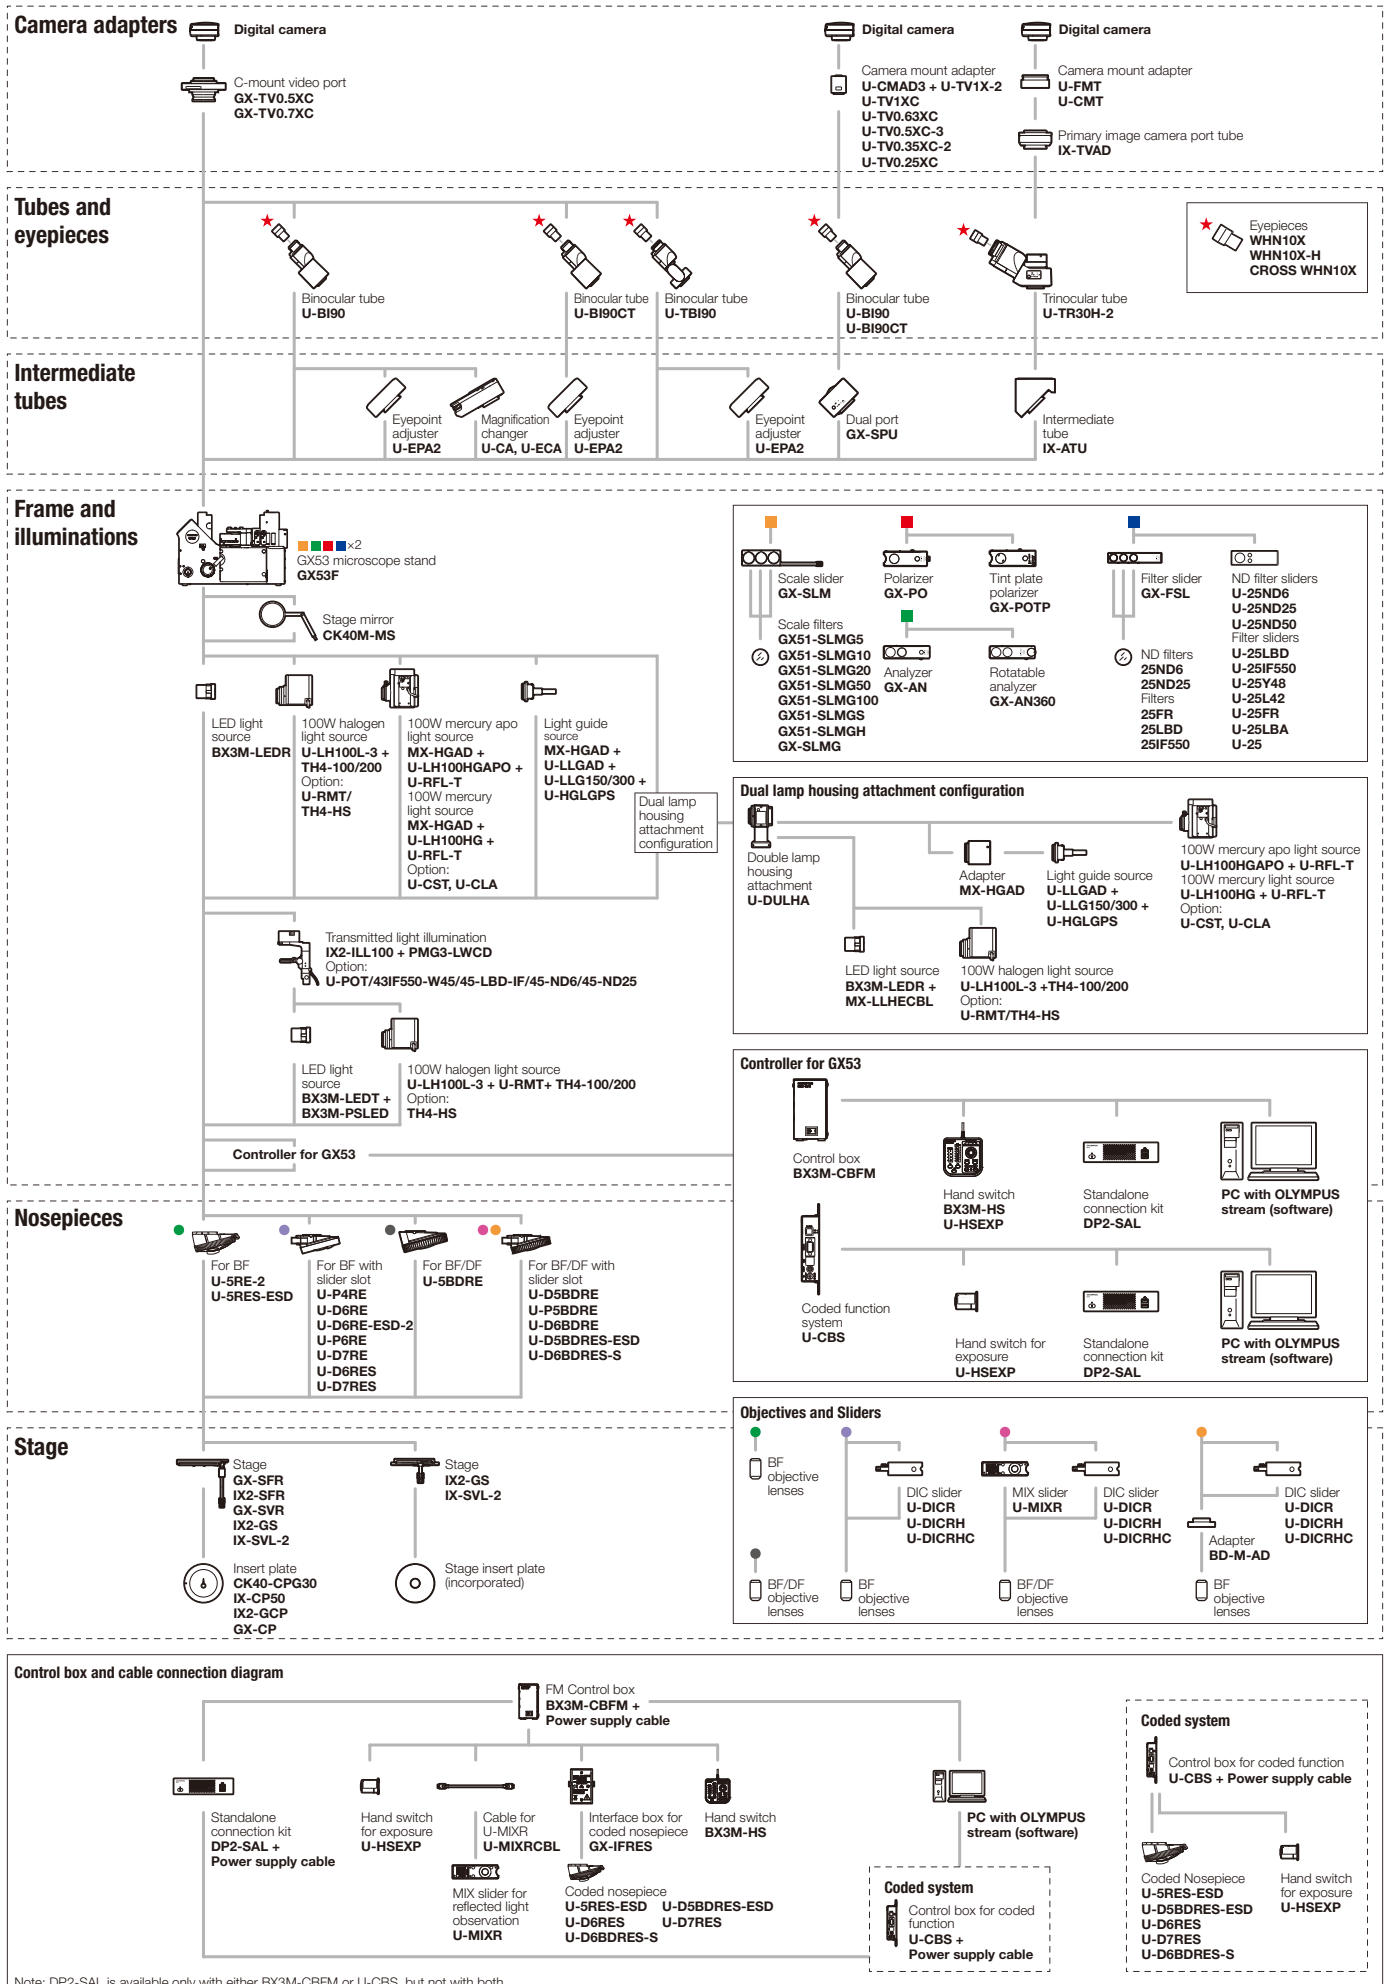 Camera adapters
Digital camera
C-mount video port
GX-TV0.5XC
GX-TV0.7XC
Digital camera
Camera mount adapter
U-CMAD3 + U-TV1X-2
U-TV1XC
U-TV0.63XC
U-TV0.5XC-3
U-TV0.35XC-2
U-TV0.25XC
Digital camera
Camera mount adapter
U-FMT
U-CMT
Primary image camera port tube
IX-TVAD
Tubes and
eyepieces
Binocular tube
U-BI90
Binocular tube
U-BI90CT
Binocular tube
U-TBI90
Binocular tube
U-BI90
U-BI90CT
Trinocular tube
U-TR30H-2
Eyepieces
WHN10X
WHN10X-H
CROSS WHN10X
Intermediate
tubes
Eyepoint
adjuster
U-EPA2
Magnification
changer
U-CA, U-ECA
Eyepoint
adjuster
U-EPA2
Eyepoint
adjuster
U-EPA2
Dual port
GX-SPU
Intermediate
tube
IX-ATU
Frame and
illuminations
×2
GX53 microscope stand
GX53F
Stage mirror
CK40M-MS
LED light
source
BX3M-LEDR
100W halogen
light source
U-LH100L-3 +
TH4-100/200
Option:
U-RMT/
TH4-HS
100W mercury apo
light source
MX-HGAD +
U-LH100HGAPO +
U-RFL-T
100W mercury
light source
MX-HGAD +
U-LH100HG +
U-RFL-T
Option:
U-CST, U-CLA
Light guide
source
MX-HGAD +
U-LLGAD +
U-LLG150/300 +
U-HGLGPS
Dual lamp
housing
attachment
configuration
Transmitted light illumination
IX2-ILL100 + PMG3-LWCD
Option:
U-POT/43IF550-W45/45-LBD-IF/45-ND6/45-ND25
LED light
source
BX3M-LEDT +
BX3M-PSLED
100W halogen light source
U-LH100L-3 + U-RMT+ TH4-100/200
Option:
TH4-HS
Controller for GX53
Scale slider
GX-SLM
Scale filters
GX51-SLMG5
GX51-SLMG10
GX51-SLMG20
GX51-SLMG50
GX51-SLMG100
GX51-SLMGS
GX51-SLMGH
GX-SLMG
Polarizer
GX-PO
Tint plate
polarizer
GX-POTP
Analyzer
GX-AN
Rotatable
analyzer
GX-AN360
Filter slider
GX-FSL
ND filters
25ND6
25ND25
Filters
25FR
25LBD
25IF550
ND filter sliders
U-25ND6
U-25ND25
U-25ND50
Filter sliders
U-25LBD
U-25IF550
U-25Y48
U-25L42
U-25FR
U-25LBA
U-25
Dual lamp housing attachment configuration
Double lamp
housing
attachment
U-DULHA
Adapter
MX-HGAD
Light guide source
U-LLGAD +
U-LLG150/300 +
U-HGLGPS
100W mercury apo light source
U-LH100HGAPO + U-RFL-T
100W mercury light source
U-LH100HG + U-RFL-T
Option:
U-CST, U-CLA
LED light source
BX3M-LEDR +
MX-LLHECBL
100W halogen light source
U-LH100L-3 +TH4-100/200
Option:
U-RMT/TH4-HS
Controller for GX53
Control box
BX3M-CBFM
Hand switch
BX3M-HS
U-HSEXP
Standalone
connection kit
DP2-SAL
PC with OLYMPUS
stream (software)
Coded function
system
U-CBS
Hand switch for
exposure
U-HSEXP
Standalone
connection kit
DP2-SAL
PC with OLYMPUS
stream (software)
Nosepieces
For BF
U-5RE-2
U-5RES-ESD
For BF with
slider slot
U-P4RE
U-D6RE
U-D6RE-ESD-2
U-P6RE
U-D7RE
U-D6RES
U-D7RES
For BF/DF
U-5BDRE
For BF/DF with
slider slot
U-D5BDRE
U-P5BDRE
U-D6BDRE
U-D5BDRES-ESD
U-D6BDRES-S
Stage
Stage
GX-SFR
IX2-SFR
GX-SVR
IX2-GS
IX-SVL-2
Insert plate
CK40-CPG30
IX-CP50
IX2-GCP
GX-CP
Stage
IX2-GS
IX-SVL-2
Stage insert plate
(incorporated)
Objectives and Sliders
BF
objective
lenses
BF/DF
objective
lenses
DIC slider
U-DICR
U-DICRH
U-DICRHC
BF
objective
lenses
MIX slider
U-MIXR
DIC slider
U-DICR
U-DICRH
U-DICRHC
BF/DF
objective
lenses
DIC slider
U-DICR
U-DICRH
U-DICRHC
Adapter
BD-M-AD
BF
objective
lenses
Control box and cable connection diagram
FM Control box
BX3M-CBFM +
Power supply cable
Standalone
connection kit
DP2-SAL +
Power supply cable
Hand switch
for exposure
U-HSEXP
Cable for
U-MIXR
U-MIXRCBL
MIX slider for
reflected light
observation
U-MIXR
Interface box for
coded nosepiece
GX-IFRES
Coded nosepiece
U-5RES-ESD U-D5BDRES-ESD
U-D6RES U-D7RES
U-D6BDRES-S
Hand switch
BX3M-HS
PC with OLYMPUS
stream (software)
Coded system
Control box for coded
function
U-CBS +
Power supply cable
Coded system
Control box for coded function
U-CBS + Power supply cable
Coded Nosepiece
U-5RES-ESD
U-D5BDRES-ESD
U-D6RES
U-D7RES
U-D6BDRES-S
Hand switch
for exposure
U-HSEXP
Note: DP2-SAL is available only with either BX3M-CBFM or U-CBS, but not with both